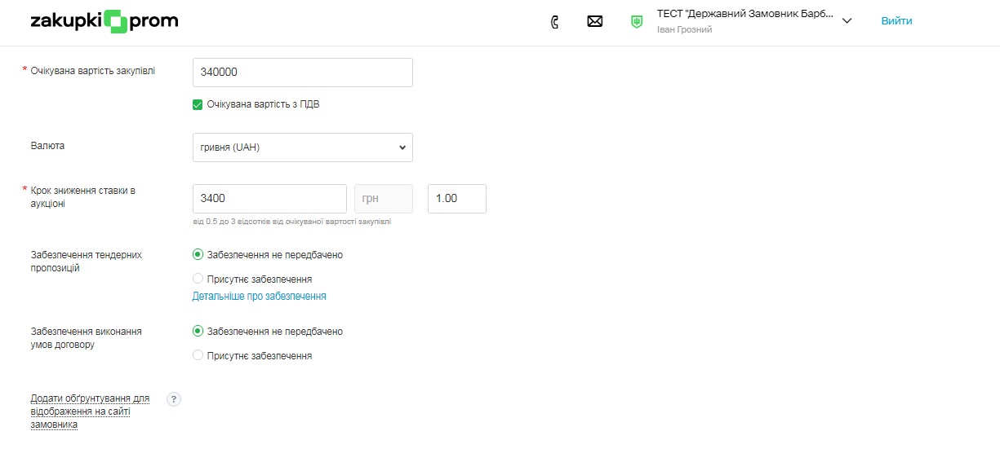 zakupki prom
ТЕСТ "Державний Замовник Барб...
Іван Грозний
Выйти
* Очікувана вартість закупівлі
340000
Очікувана вартість з ПДВ
Валюта
гривня (UAH)
* Крок зниження ставки в
аукціоні
3400
грн
1.00
від 0.5 до 3 відсотків від очікуваної вартості закупівлі
Забезпечення тендерних
пропозицій
Забезпечення не передбачено
Присутнє забезпечення
Детальніше про забезпечення
Забезпечення виконання
умов договору
Забезпечення не передбачено
Присутнє забезпечення
Додати обґрунтування для
відображення на сайті
замовника
?